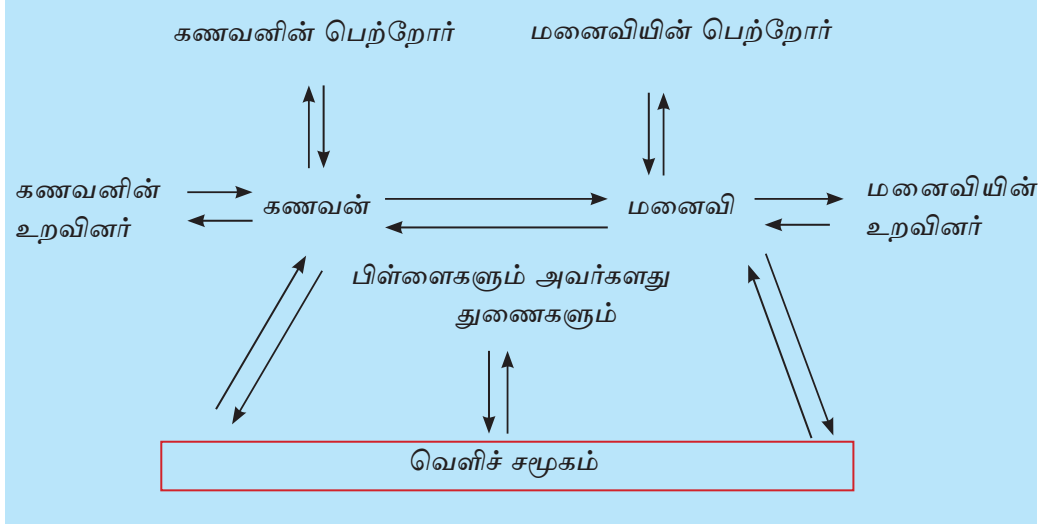 கணவனின் பெற்றோர்
மனைவியின் பெற்றோர்
கணவனின்
உறவினர்
கணவன்
மனைவி
மனைவியின்
உறவினர்
பிள்ளைகளும் அவர்களது
துணைகளும்
வெளிச் சமூகம்